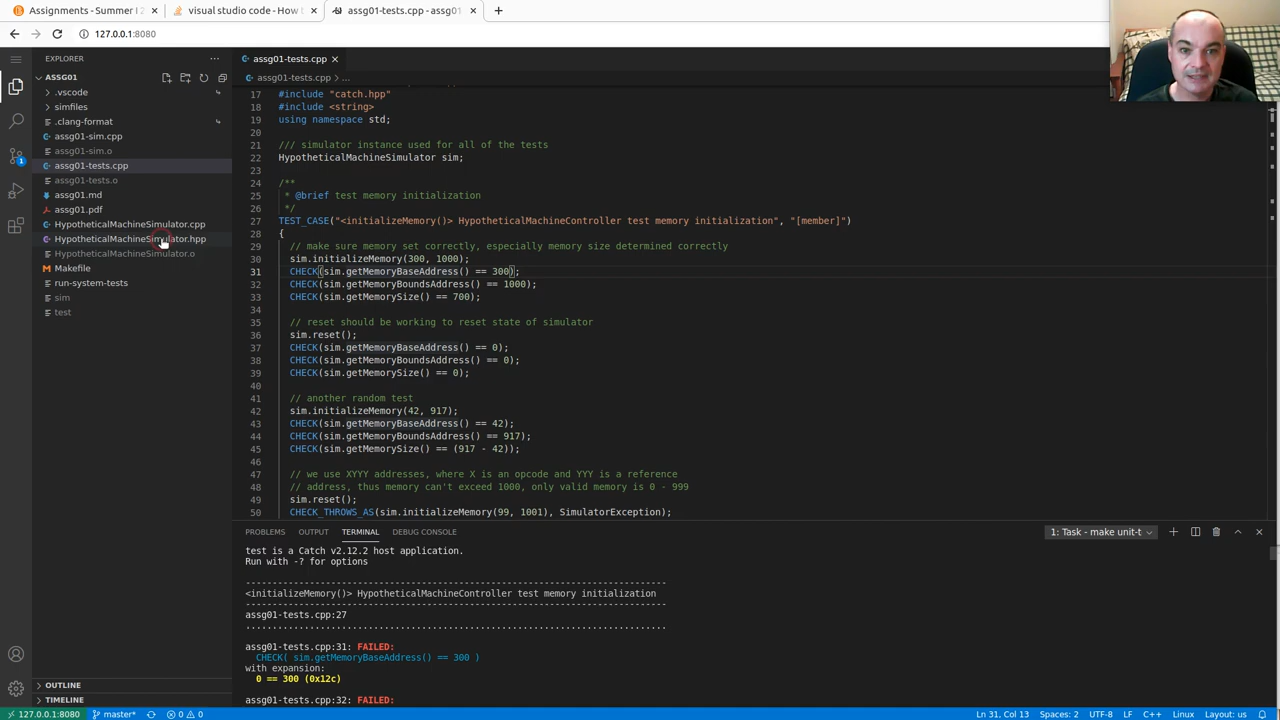 Assignments - Summer I 2
visual studio code - How t
assg01-tests.cpp - assg01
127.0.0.1:8080
EXPLORER
ASSG01
.vscode
simfiles
.clang-format
assg01-sim.cpp
assg01-sim.o
assg01-tests.cpp
assg01-tests.o
assg01.md
assg01.pdf
HypotheticalMachineSimulator.cpp
HypotheticalMachineSimulator.hpp
HypotheticalMachineSimulator.o
Makefile
run-system-tests
sim
test
OUTLINE
TIMELINE
assg01-tests.cpp
assg01-tests.cpp > ...
17 #include "catch.hpp"
18 #include <string>
19 using namespace std;
20
21 /// simulator instance used for all of the tests
22 HypotheticalMachineSimulator sim;
23
24 /**
25 * @brief test memory initialization
26 */
27 TEST_CASE("<initializeMemory()> HypotheticalMachineController test memory initialization", "[member]")
28 {
29 // make sure memory set correctly, especially memory size determined correctly
30 sim.initializeMemory(300, 1000);
31 CHECK(sim.getMemoryBaseAddress() == 300);
32 CHECK(sim.getMemoryBoundsAddress() == 1000);
33 CHECK(sim.getMemorySize() == 700);
34
35 // reset should be working to reset state of simulator
36 sim.reset();
37 CHECK(sim.getMemoryBaseAddress() == 0);
38 CHECK(sim.getMemoryBoundsAddress() == 0);
39 CHECK(sim.getMemorySize() == 0);
40
41 // another random test
42 sim.initializeMemory(42, 917);
43 CHECK(sim.getMemoryBaseAddress() == 42);
44 CHECK(sim.getMemoryBoundsAddress() == 917);
45 CHECK(sim.getMemorySize() == (917 - 42));
46
47 // we use XYYY addresses, where X is an opcode and YYY is a reference
48 // address, thus memory can't exceed 1000, only valid memory is 0 - 999
49 sim.reset();
50 CHECK_THROWS_AS(sim.initializeMemory(99, 1001), SimulatorException);
PROBLEMS OUTPUT TERMINAL DEBUG CONSOLE
1: Task - make unit-t
test is a Catch v2.12.2 host application.
Run with -? for options
-------------------------------------------------------------------------------
<initializeMemory()> HypotheticalMachineController test memory initialization
-------------------------------------------------------------------------------
assg01-tests.cpp:27
...............................................................................
assg01-tests.cpp:31: FAILED:
CHECK( sim.getMemoryBaseAddress() == 300 )
with expansion:
0 == 300 (0x12c)
assg01-tests.cpp:32: FAILED:
127.0.0.1:8080 master* 0 0 Ln 31, Col 13 Spaces: 2 UTF-8 LF C++ Linux Layout: us